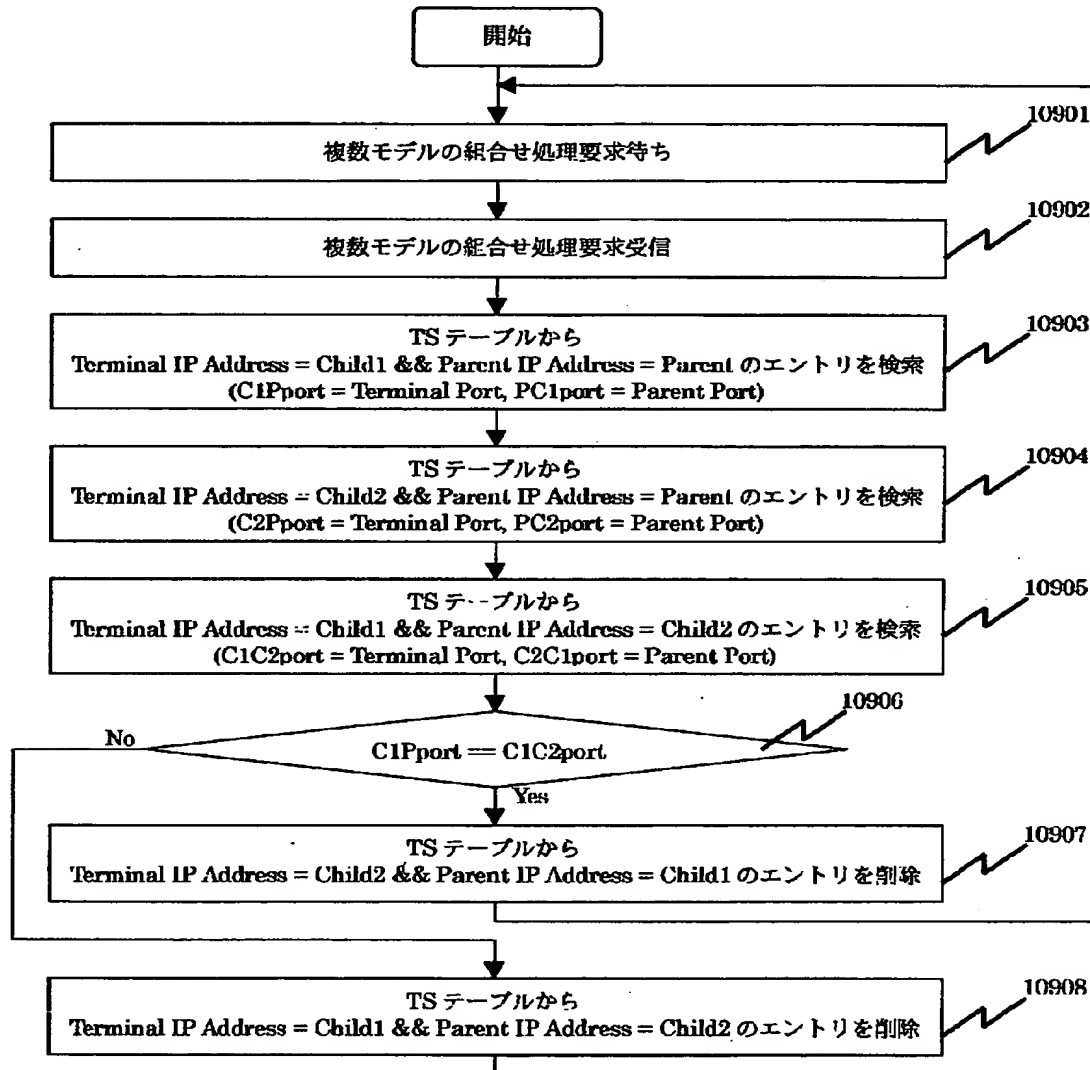 開始
10901
複数モデルの組合せ処理要求待ち
10902
複数モデルの組合せ処理要求受信
10903
TS テーブルから
Terminal IP Address = Child1 && Parent IP Address = Parent のエントリを検索
(C1Pport = Terminal Port, PC1port = Parent Port)
10904
TS テーブルから
Terminal IP Address = Child2 && Parent IP Address = Parent のエントリを検索
(C2Pport = Terminal Port, PC2port = Parent Port)
10905
TS テーブルから
Terminal IP Address = Child1 && Parent IP Address = Child2 のエントリを検索
(C1C2port = Terminal Port, C2C1port = Parent Port)
10906
No
C1Pport == C1C2port
Yes
10907
TS テーブルから
Terminal IP Address = Child2 && Parent IP Address = Child1 のエントリを削除
10908
TS テーブルから
Terminal IP Address = Child1 && Parent IP Address = Child2 のエントリを削除